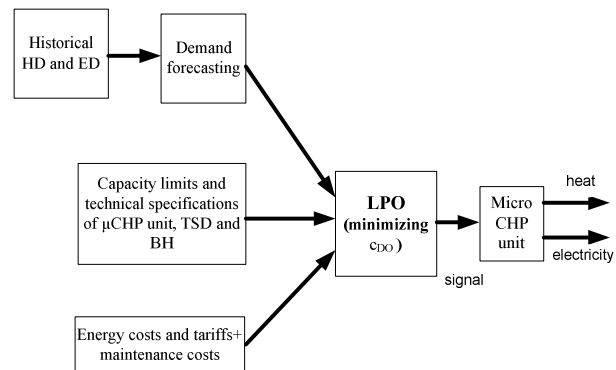 Historical
HD and ED
Demand
forecasting
Capacity limits and
technical specifications
of μCHP unit, TSD and
BH
Energy costs and tariffs+
maintenance costs
LPO
(minimizing
cDO )
signal
Micro
CHP
unit
heat
electricity